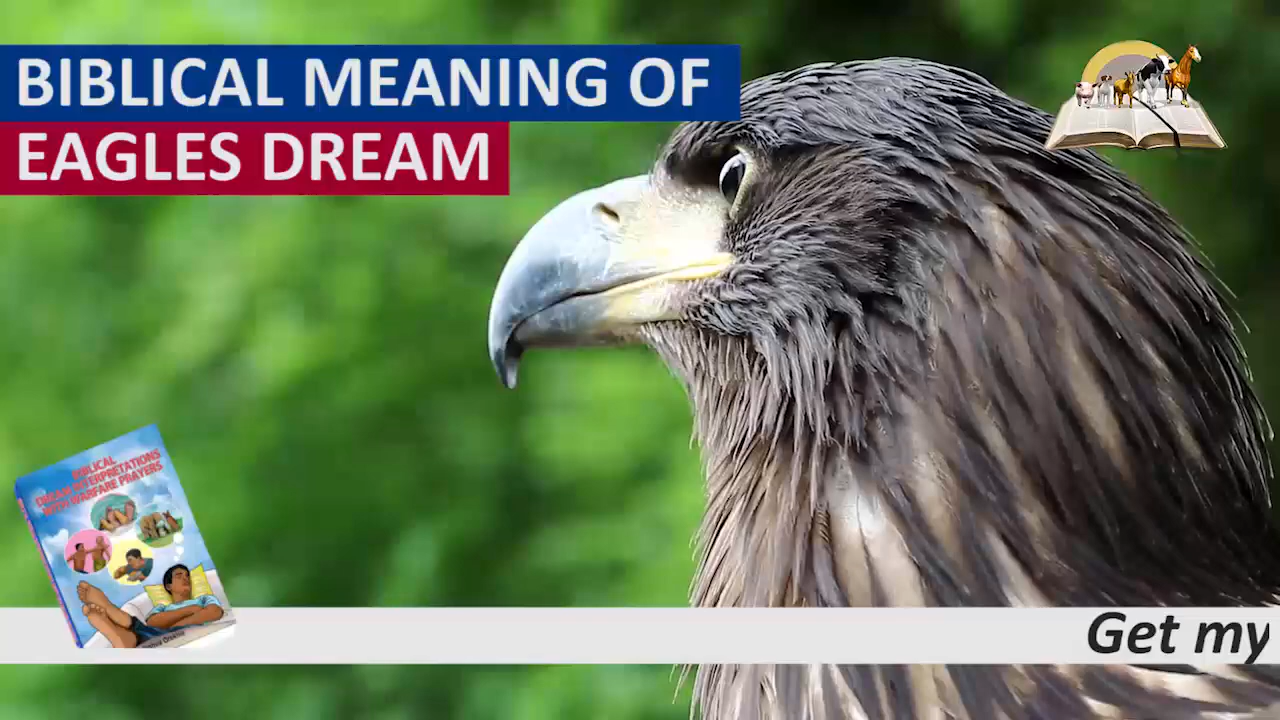 BIBLICAL MEANING OF
EAGLES DREAM
BIBLICAL
DREAM INTERPRETATIONS
WITH WARFARE PRAYERS
Get my